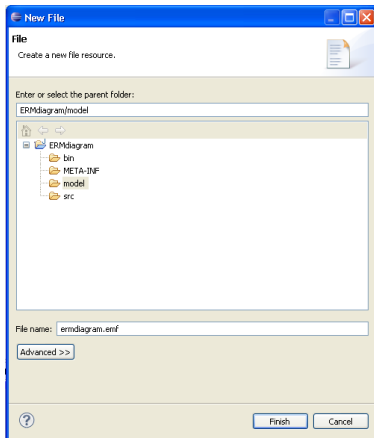 New File
File
Create a new file resource.
Enter or select the parent folder:
ERMdiagram/model
ERMdiagram
bin
META-INF
model
src
File name: ermdiagram.emf
Advanced >>
Finish Cancel